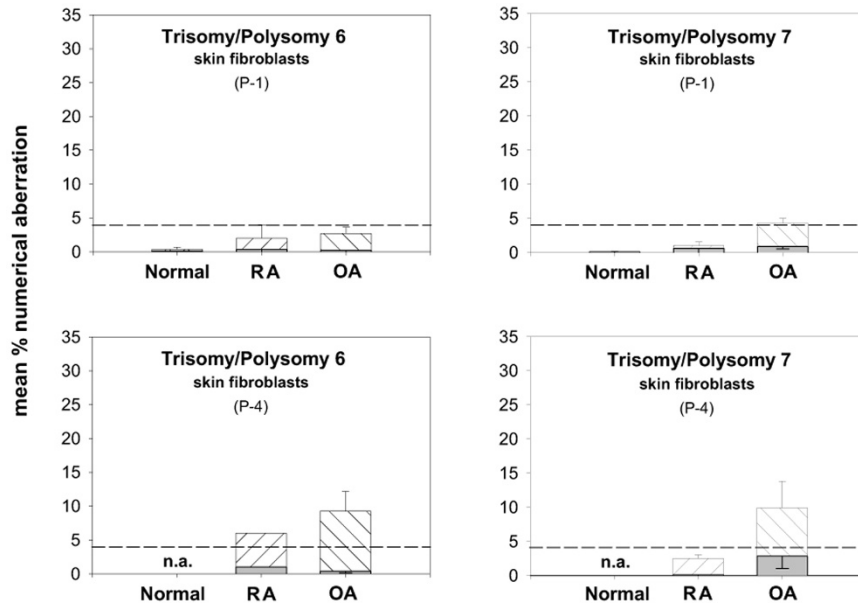 mean % numerical aberration
35
30
25
20
15
10
5
0
Trisomy/Polysomy 6
skin fibroblasts
(P-1)
Normal RA OA
35
30
25
20
15
10
5
0
Trisomy/Polysomy 7
skin fibroblasts
(P-1)
Normal RA OA
35
30
25
20
15
10
5
0
Trisomy/Polysomy 6
skin fibroblasts
(P-4)
n.a.
Normal RA OA
35
30
25
20
15
10
5
0
Trisomy/Polysomy 7
skin fibroblasts
(P-4)
n.a.
Normal RA OA